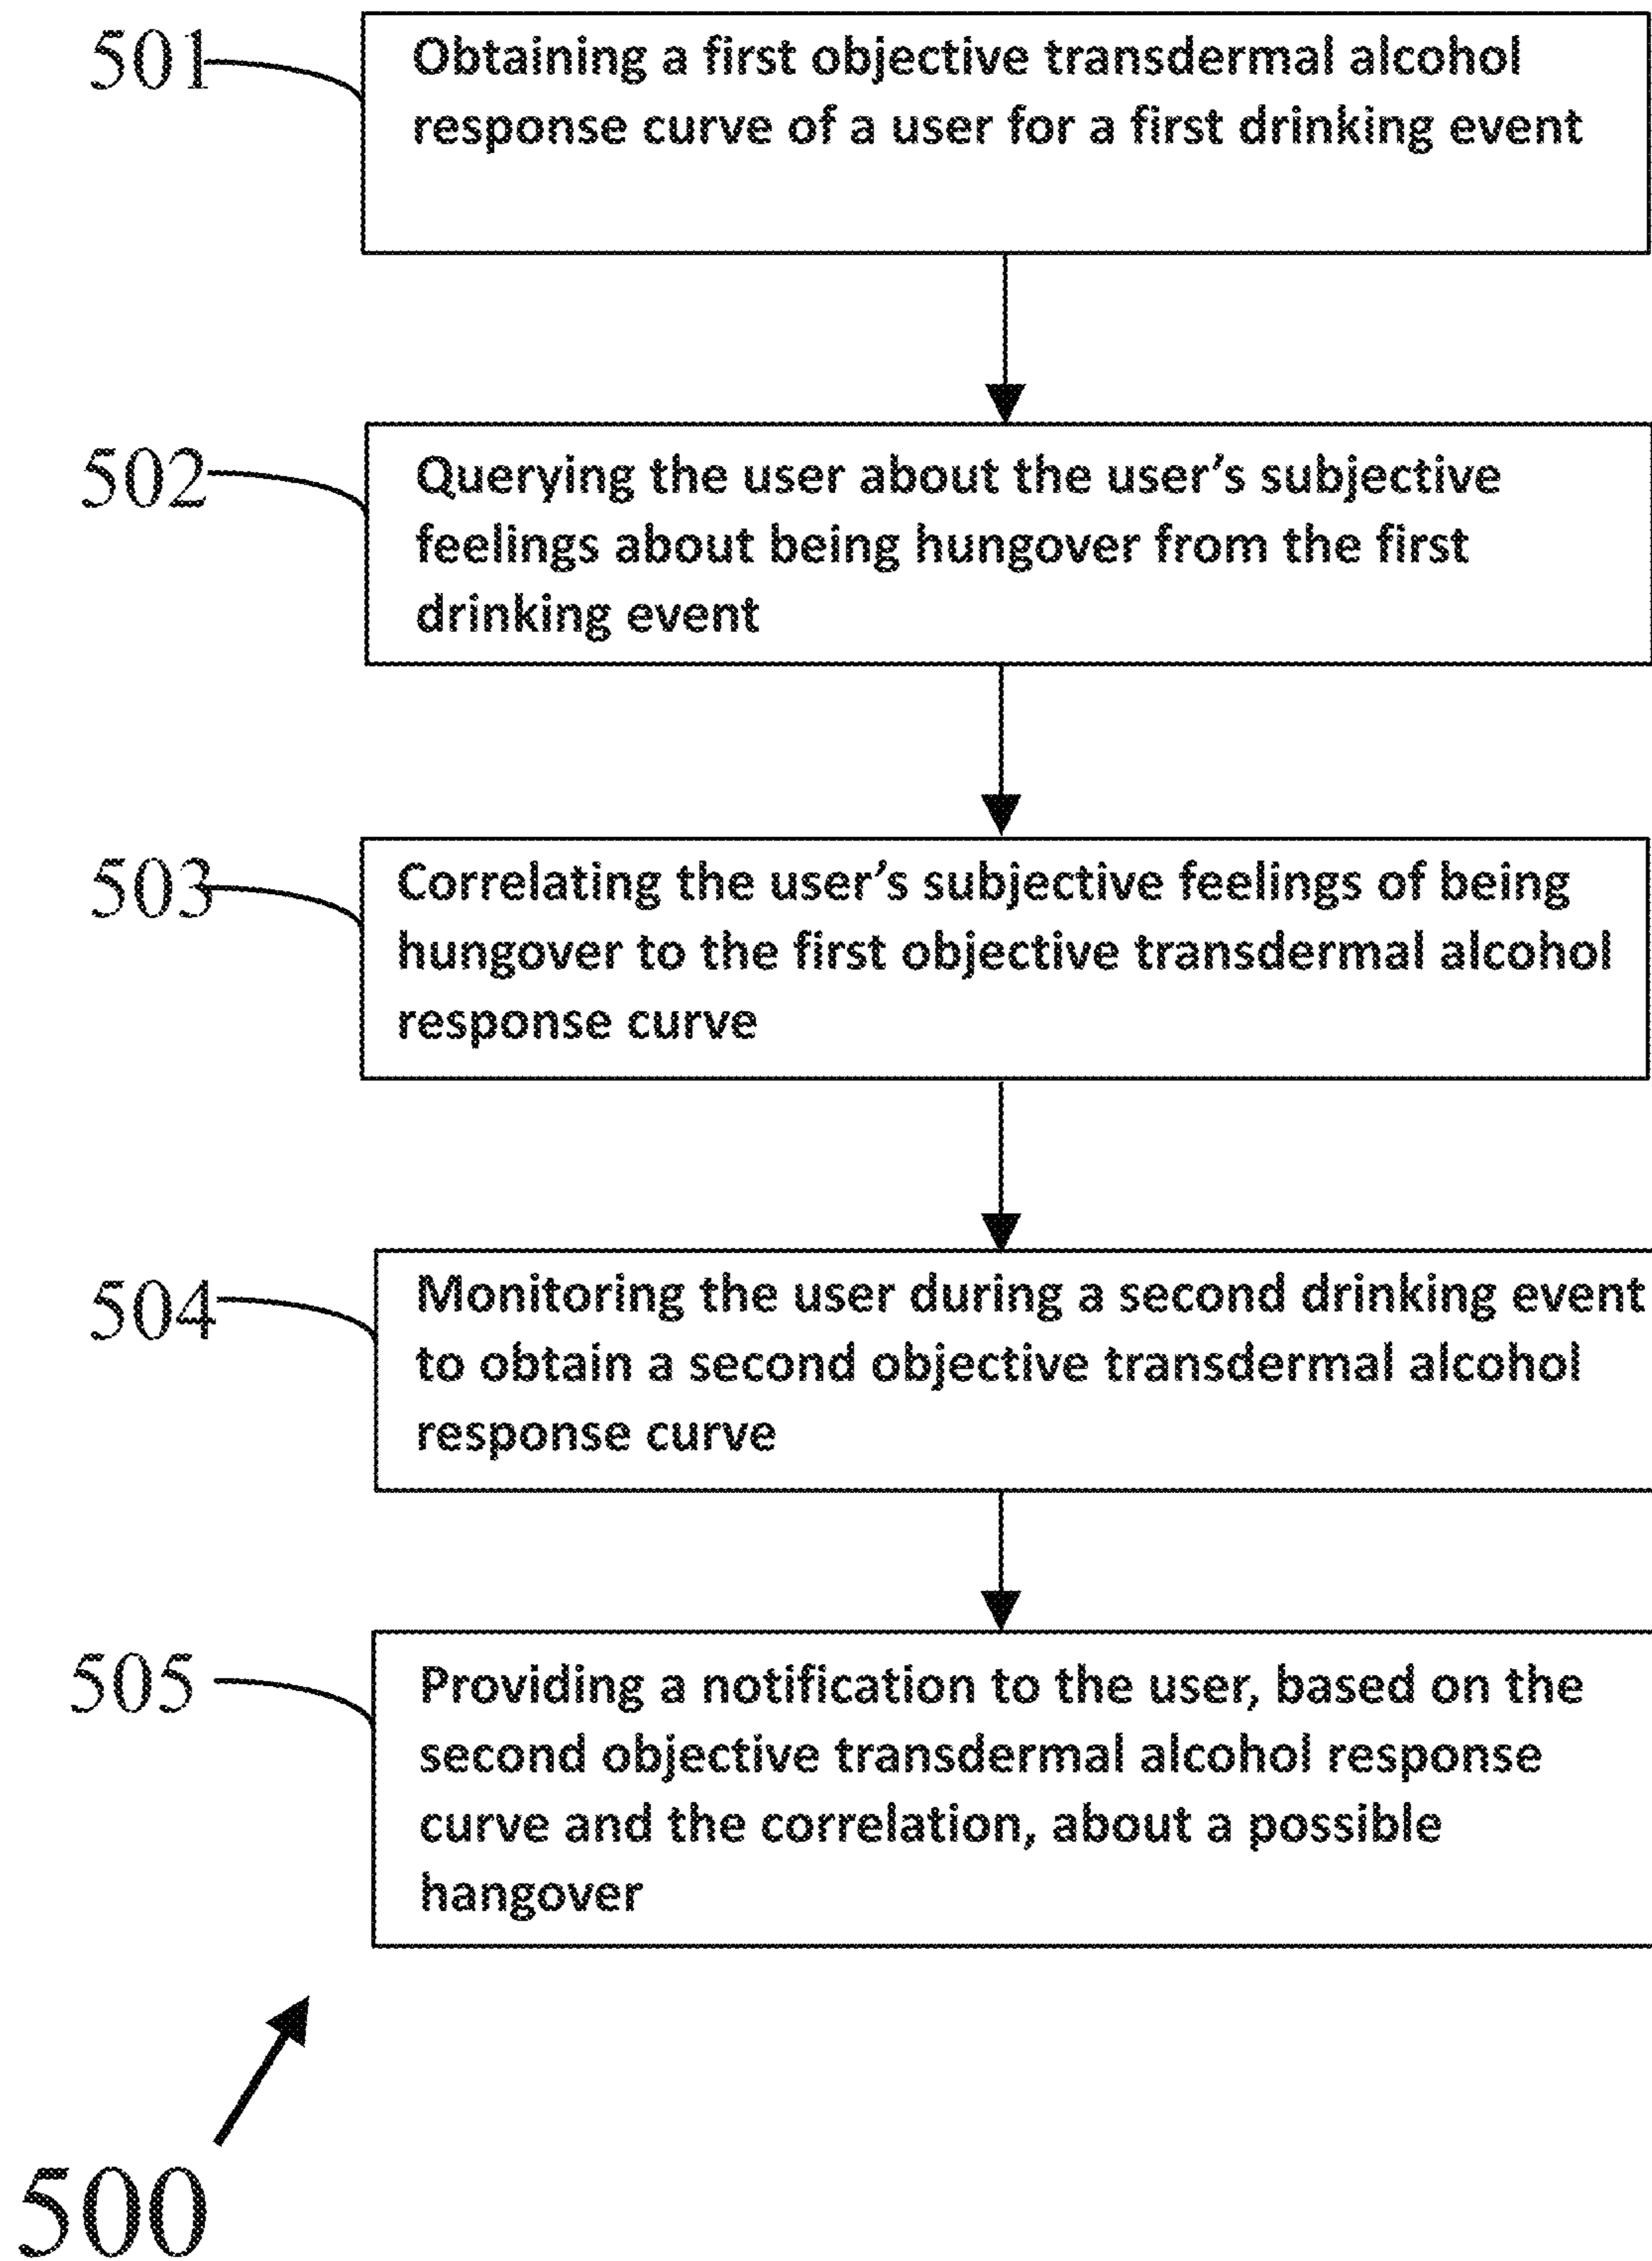 501
Obtaining a first objective transdermal alcohol
response curve of a user for a first drinking event
502
Querying the user about the user's subjective
feelings about being hungover from the first
drinking event
503
Correlating the user's subjective feelings of being
hungover to the first objective transdermal alcohol
response curve
504
Monitoring the user during a second drinking event
to obtain a second objective transdermal alcohol
response curve
505
Providing a notification to the user, based on the
second objective transdermal alcohol response
curve and the correlation, about a possible
hangover
500